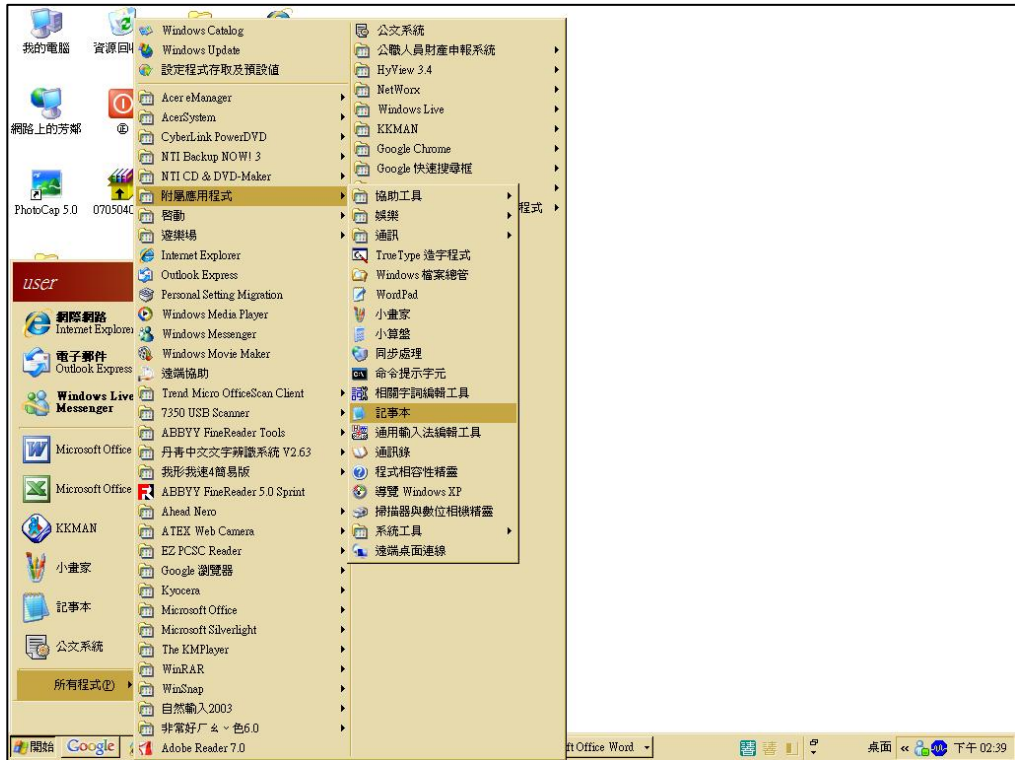 我的電腦
資源回
網路上的芳鄰
PhotoCap 5.0
070504
user
網際網路
Internet Explorer
電子郵件
Outlook Express
Windows Live
Messenger
Microsoft Office
Microsoft Office
KKMAN
小畫家
記事本
公文系統
所有程式(P)
Windows Catalog
Windows Update
設定程式存取及預設值
Acer eManager
AcerSystem
CyberLink PowerDVD
NTI Backup NOW! 3
NTI CD & DVD-Maker
附屬應用程式
啟動
遊樂場
Internet Explorer
Outlook Express
Personal Setting Migration
Windows Media Player
Windows Messenger
Windows Movie Maker
遠端協助
Trend Micro OfficeScan Client
7350 USB Scanner
ABBYY FineReader Tools
丹青中文文字辨識系統 V2.63
我形我速4簡易版
ABBYY FineReader 5.0 Sprint
Ahead Nero
ATEX Web Camera
EZ PCSC Reader
Google 瀏覽器
Kyocera
Microsoft Office
Microsoft Silverlight
The KMPlayer
WinRAR
WinSnap
自然輸入2003
非常好ㄏㄠˇ色6.0
Adobe Reader 7.0
公文系統
公職人員財產申報系統
HyView 3.4
NetWorx
Windows Live
KKMAN
Google Chrome
Google 快速搜尋框
程式
協助工具
娛樂
通訊
TrueType 造字程式
Windows 檔案總管
WordPad
小畫家
小算盤
同步處理
命令提示字元
相關字詞編輯工具
記事本
通用輸入法編輯工具
通訊錄
程式相容性精靈
導覽 Windows XP
掃描器與數位相機精靈
系統工具
遠端桌面連線
開始
Google
ft Office Word
桌面
«
下午 02:39